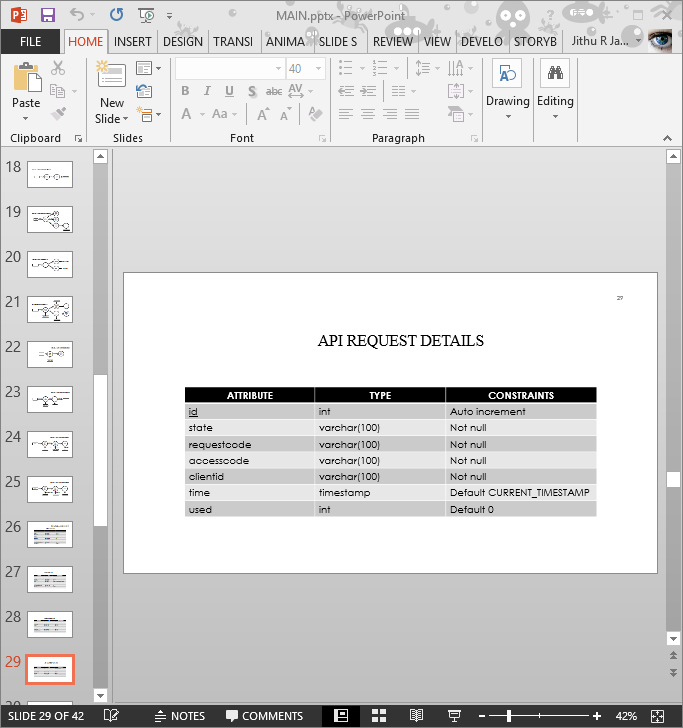 MAIN.pptx - PowerPoint
FILE HOME INSERT DESIGN TRANSI ANIMA SLIDE S REVIEW VIEW DEVELO STORYB Jithu R Ja...
40
Paste New Slide Drawing Editing
B I U S abc AV
A Aa A A
Clipboard Slides Font Paragraph
18
19
20
21
22
23
24
25
26
27
28
29
29
API REQUEST DETAILS
ATTRIBUTE TYPE CONSTRAINTS
id int Auto increment
state varchar(100) Not null
requestcode varchar(100) Not null
accesscode varchar(100) Not null
clientid varchar(100) Not null
time timestamp Default CURRENT_TIMESTAMP
used int Default 0
SLIDE 29 OF 42 NOTES COMMENTS 42%